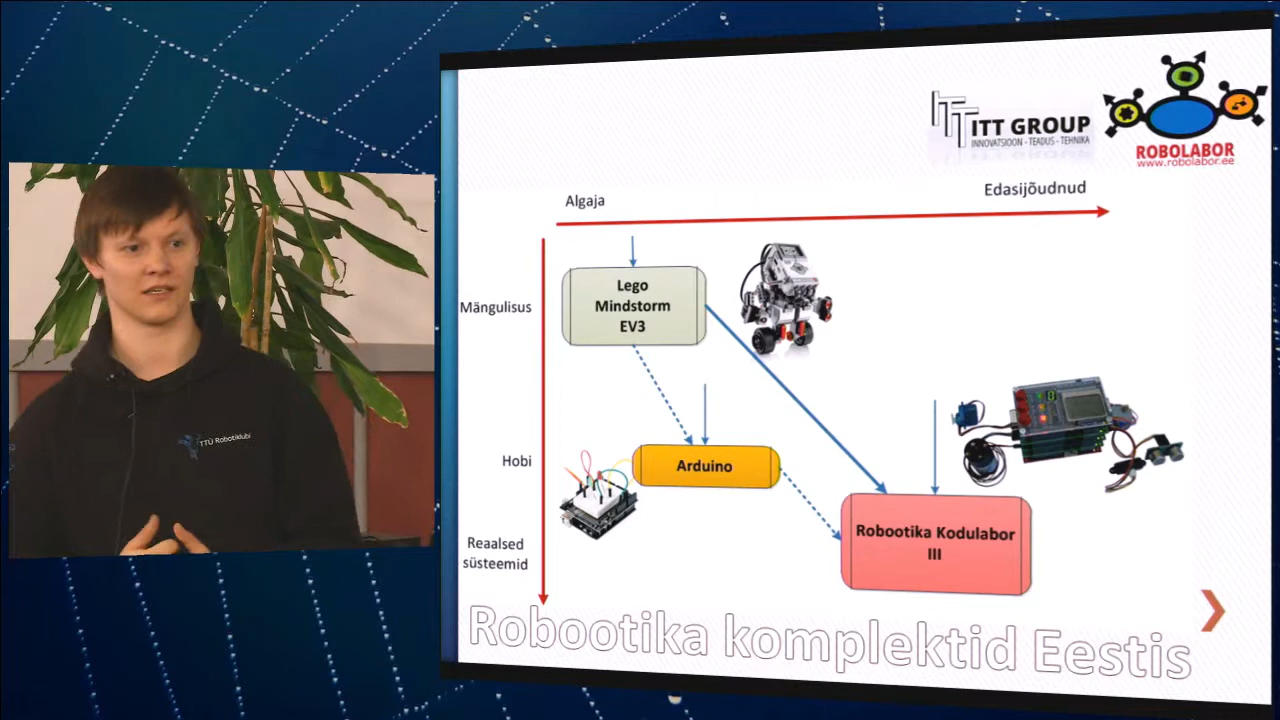 ITT GROUP
INNOVATSIOON - TEADUS - TEHNIKA
ROBOLABOR
www.robolabor.ee
Algaja
Edasijõudnud
Mängulisus
Lego
Mindstorm
EV3
Hobi
Arduino
Reaalsed
süsteemid
Robootika Kodulabor
III
Robootika komplektid Eestis
TTÜ Robotiklubi